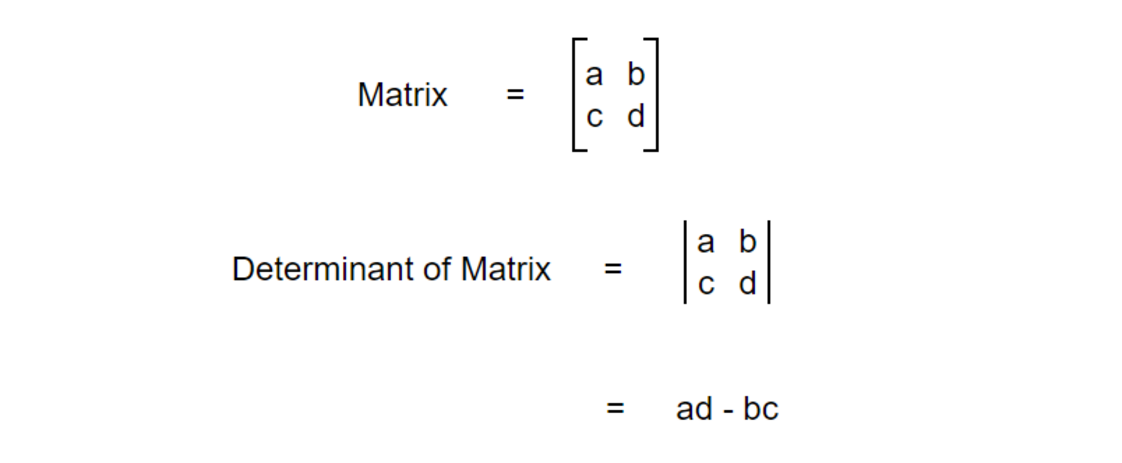 Matrix = [a b
c d]
Determinant of Matrix = |a b
c d|
= ad - bc